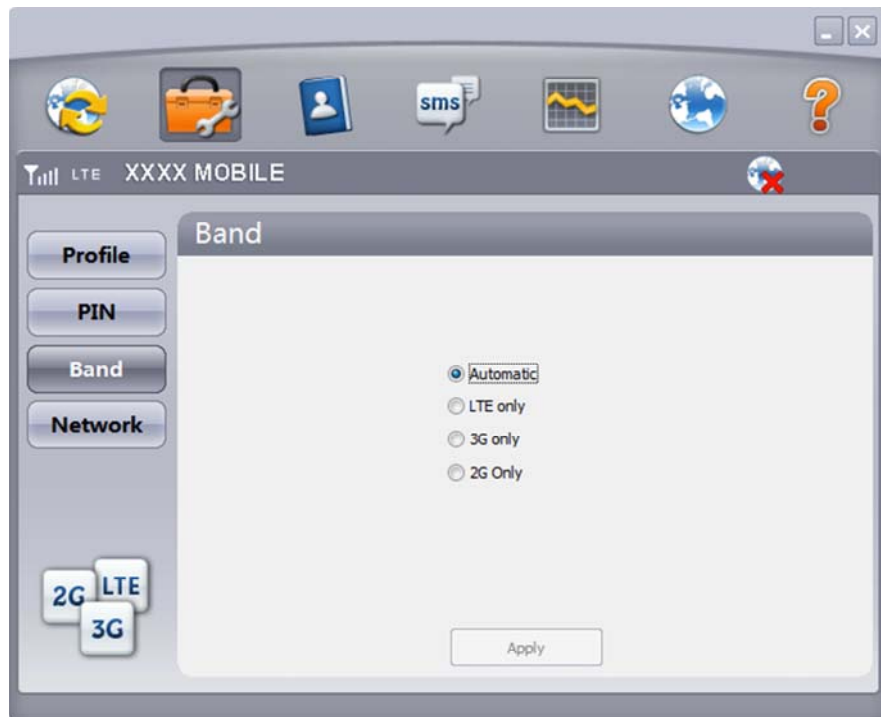 sms
LTE XXXX MOBILE
Band
Profile
PIN
Band
Network
Automatic
LTE only
3G only
2G Only
2G LTE
3G
Apply